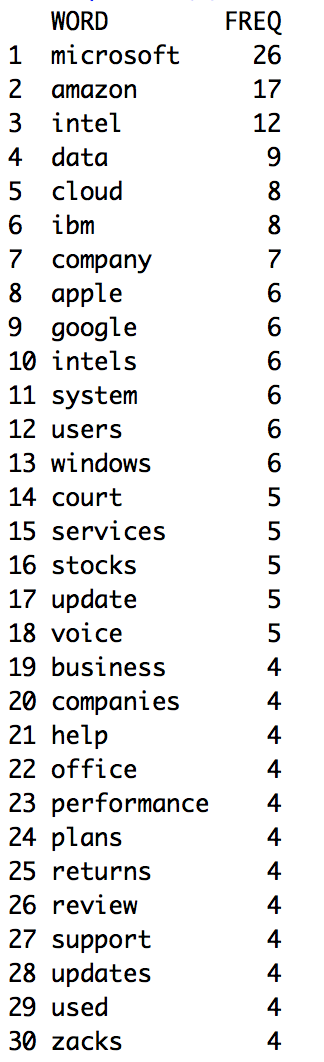 WORD FREQ
1 microsoft 26
2 amazon 17
3 intel 12
4 data 9
5 cloud 8
6 ibm 8
7 company 7
8 apple 6
9 google 6
10 intels 6
11 system 6
12 users 6
13 windows 6
14 court 5
15 services 5
16 stocks 5
17 update 5
18 voice 5
19 business 4
20 companies 4
21 help 4
22 office 4
23 performance 4
24 plans 4
25 returns 4
26 review 4
27 support 4
28 updates 4
29 used 4
30 zacks 4